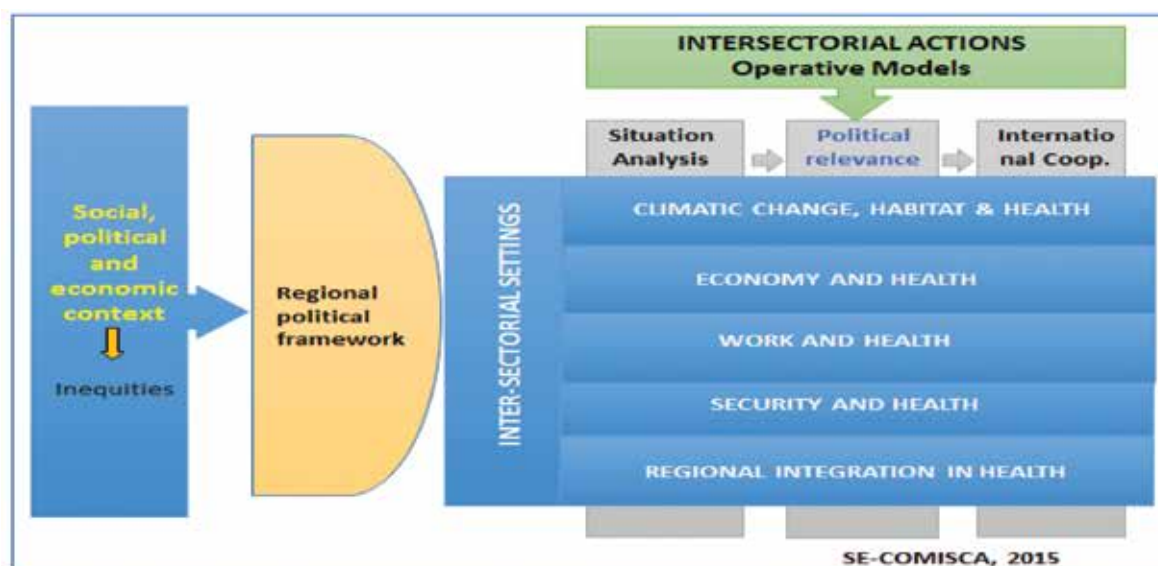 INTERSECTORIAL ACTIONS
Operative Models
Situation
Analysis
Political
relevance
Internatio
nal Coop.
Social,
political
and
economic
context
Inequities
Regional
political
framework
INTER-SECTORIAL SETTINGS
CLIMATIC CHANGE, HABITAT & HEALTH
ECONOMY AND HEALTH
WORK AND HEALTH
SECURITY AND HEALTH
REGIONAL INTEGRATION IN HEALTH
SE-COMISCA, 2015